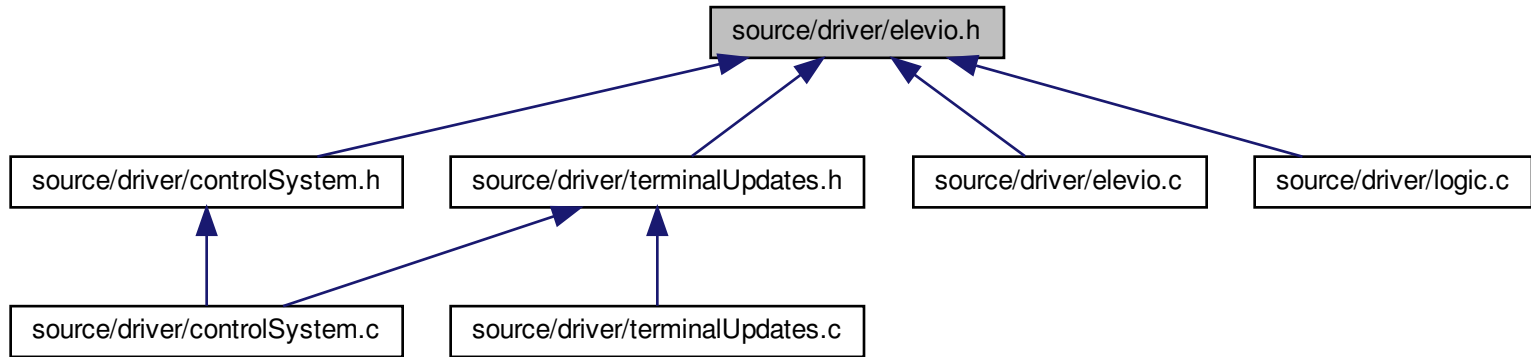 source/driver/elevio.h
source/driver/controlSystem.h
source/driver/terminalUpdates.h
source/driver/elevio.c
source/driver/logic.c
source/driver/controlSystem.c
source/driver/terminalUpdates.c